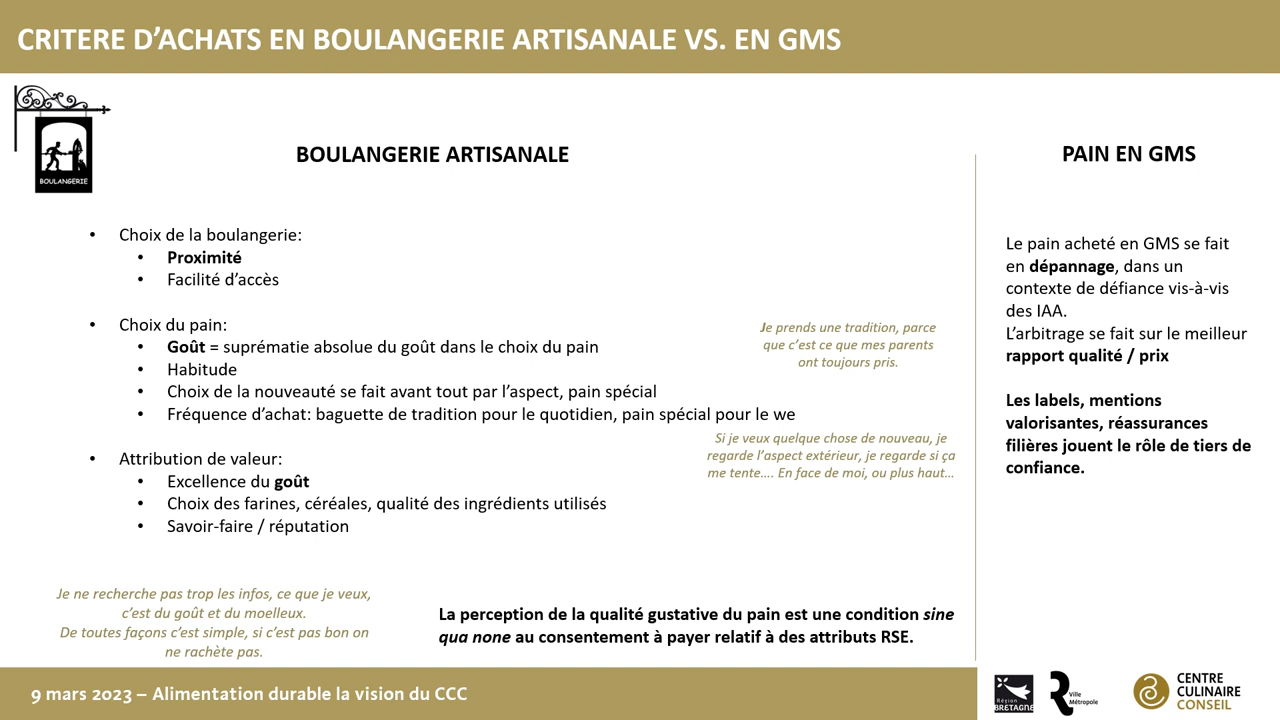 CRITERE D’ACHATS EN BOULANGERIE ARTISANALE VS. EN GMS
BOULANGERIE
BOULANGERIE ARTISANALE
• Choix de la boulangerie:
• Proximité
• Facilité d’accès
• Choix du pain:
• Goût = suprématie absolue du goût dans le choix du pain
• Habitude
• Choix de la nouveauté se fait avant tout par l’aspect, pain spécial
• Fréquence d’achat: baguette de tradition pour le quotidien, pain spécial pour le we
• Attribution de valeur:
• Excellence du goût
• Choix des farines, céréales, qualité des ingrédients utilisés
• Savoir-faire / réputation
Je prends une tradition, parce
que c’est ce que mes parents
ont toujours pris.
Si je veux quelque chose de nouveau, je
regarde l’aspect extérieur, je regarde si ça
me tente…. En face de moi, ou plus haut…
Je ne recherche pas trop les infos, ce que je veux,
c’est du goût et du moelleux.
De toutes façons c’est simple, si c’est pas bon on
ne rachète pas.
La perception de la qualité gustative du pain est une condition sine
qua none au consentement à payer relatif à des attributs RSE.
PAIN EN GMS
Le pain acheté en GMS se fait
en dépannage, dans un
contexte de défiance vis-à-vis
des IAA.
L’arbitrage se fait sur le meilleur
rapport qualité / prix
Les labels, mentions
valorisantes, réassurances
filières jouent le rôle de tiers de
confiance.
9 mars 2023 – Alimentation durable la vision du CCC
Région
BRETAGNE
Ville
Métropole
CENTRE
CULINAIRE
CONSEIL